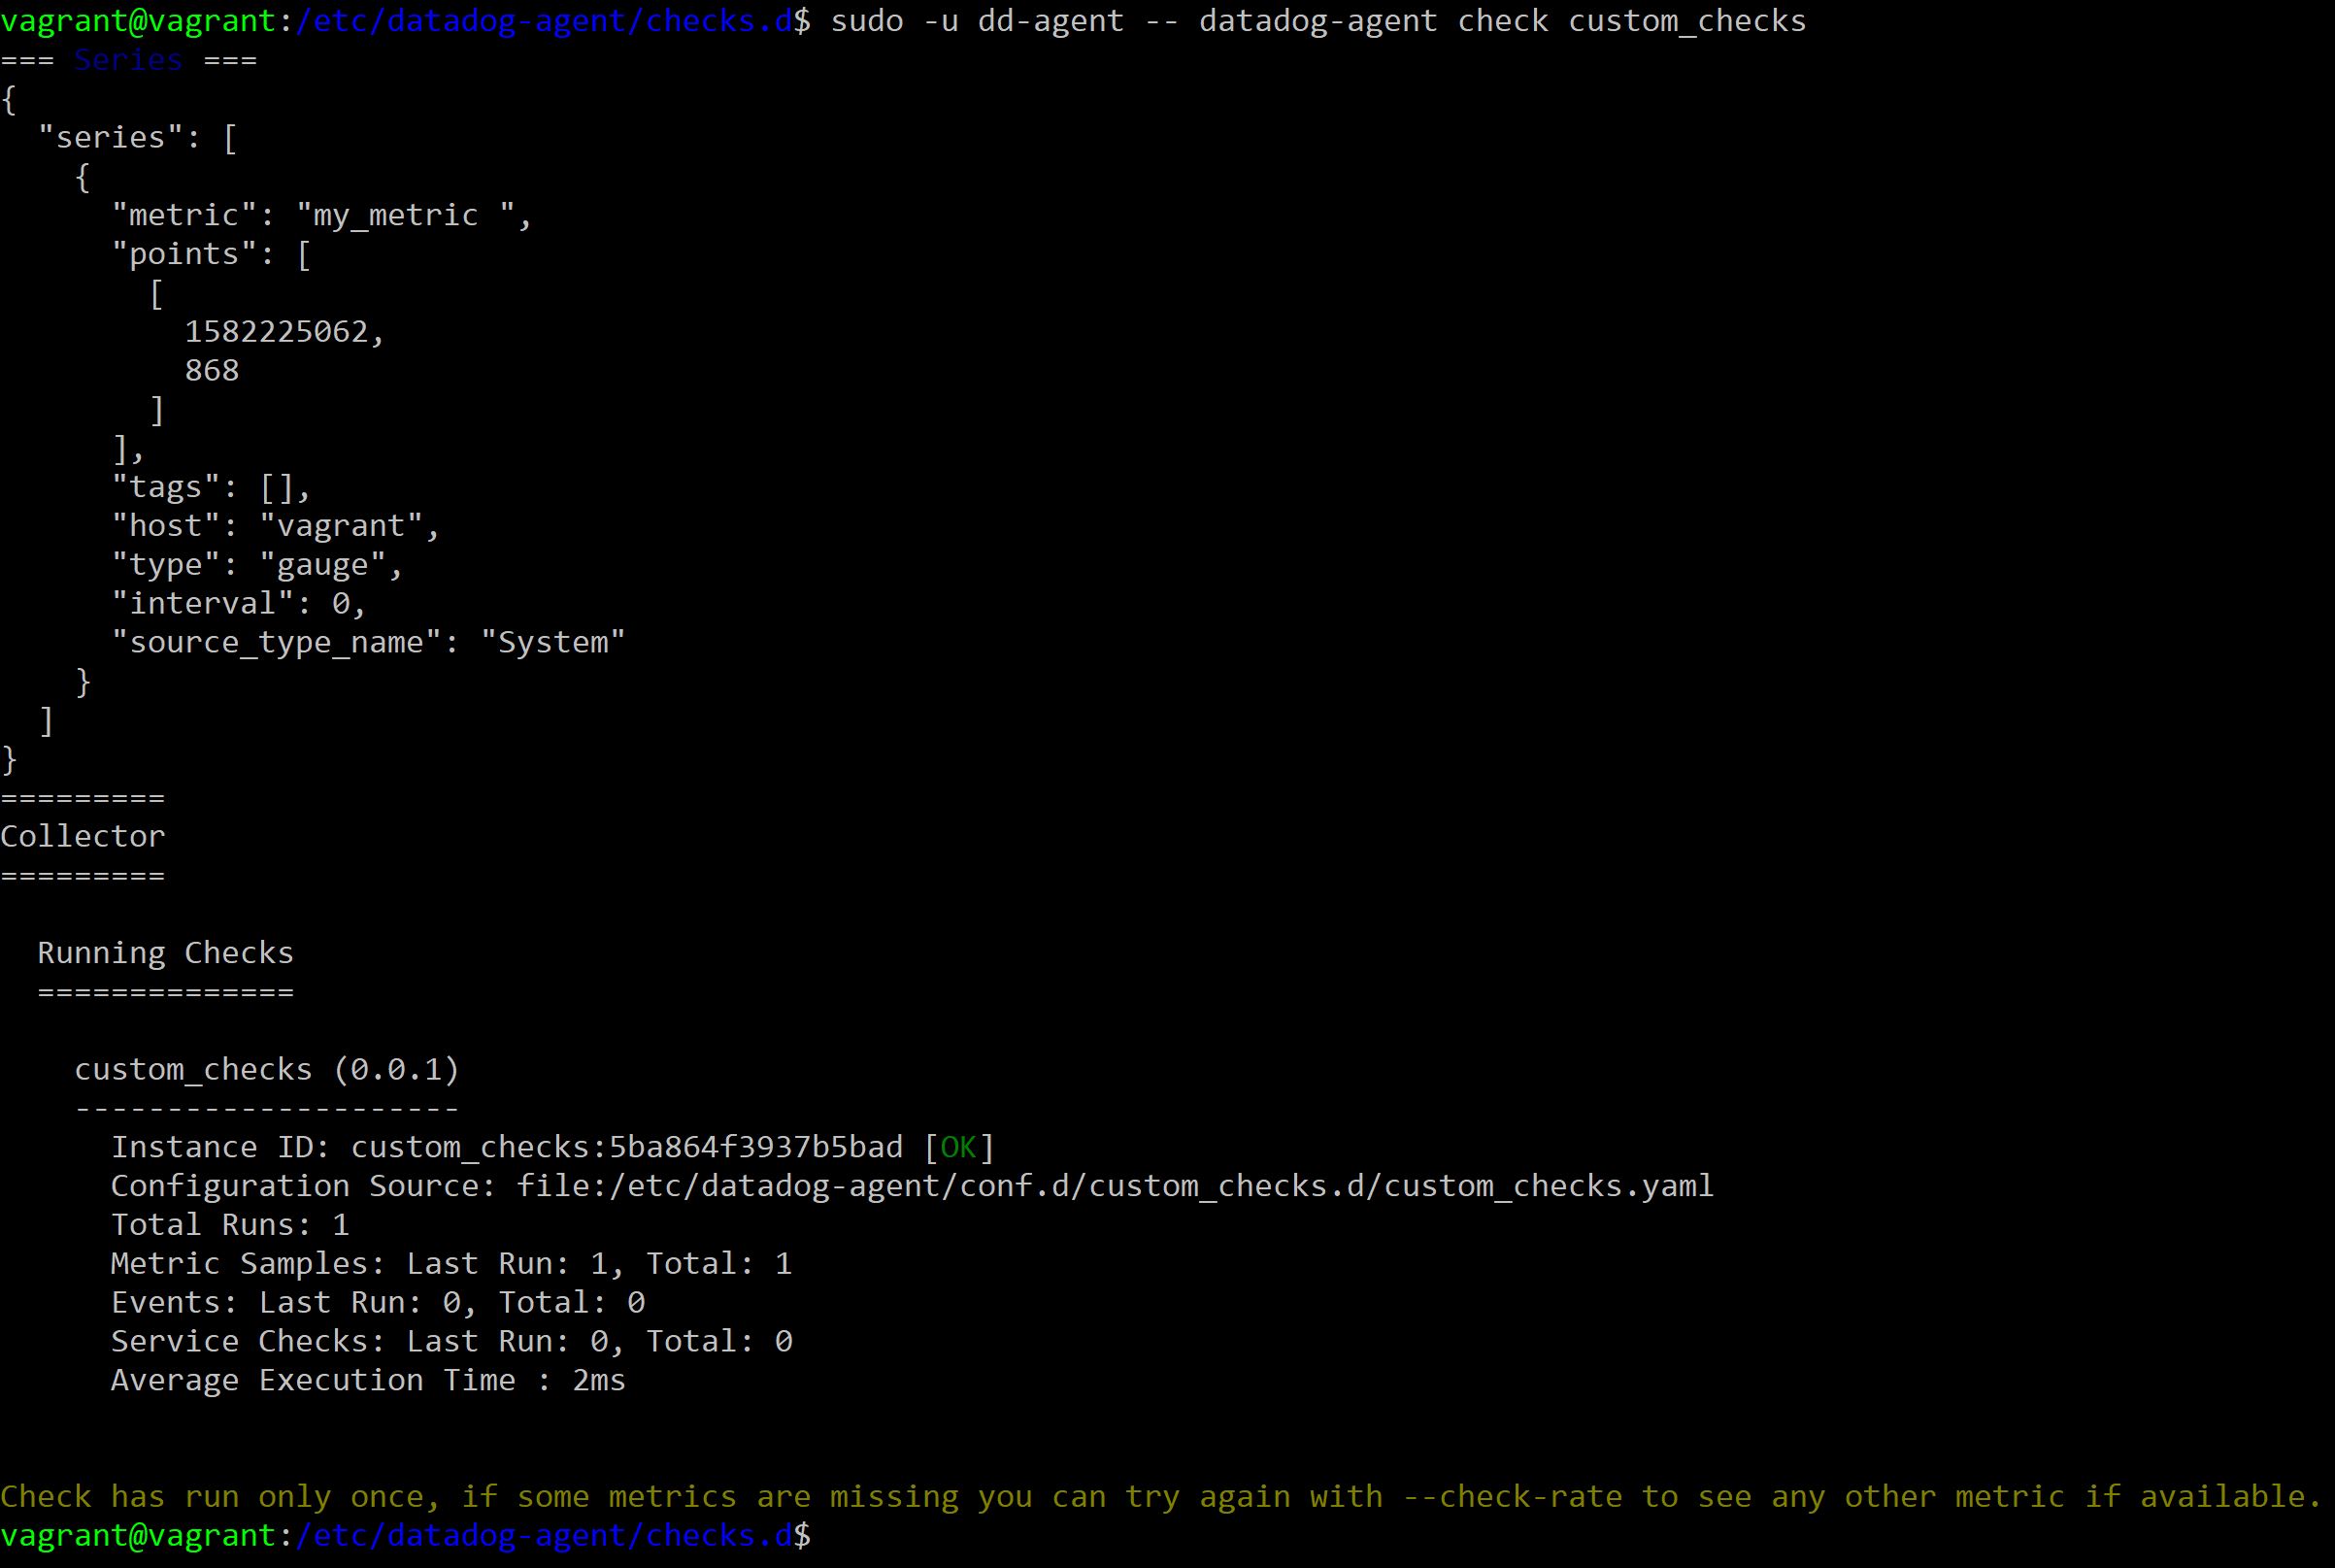 vagrant@vagrant:/etc/datadog-agent/checks.d$ sudo -u dd-agent -- datadog-agent check custom_checks
=== Series ===
{
  "series": [
    {
      "metric": "my_metric ",
      "points": [
        [
          1582225062,
          868
        ]
      ],
      "tags": [],
      "host": "vagrant",
      "type": "gauge",
      "interval": 0,
      "source_type_name": "System"
    }
  ]
}
=========
Collector
=========

  Running Checks
  ==============

    custom_checks (0.0.1)
    ---------------------
      Instance ID: custom_checks:5ba864f3937b5bad [OK]
      Configuration Source: file:/etc/datadog-agent/conf.d/custom_checks.d/custom_checks.yaml
      Total Runs: 1
      Metric Samples: Last Run: 1, Total: 1
      Events: Last Run: 0, Total: 0
      Service Checks: Last Run: 0, Total: 0
      Average Execution Time : 2ms


Check has run only once, if some metrics are missing you can try again with --check-rate to see any other metric if available.
vagrant@vagrant:/etc/datadog-agent/checks.d$